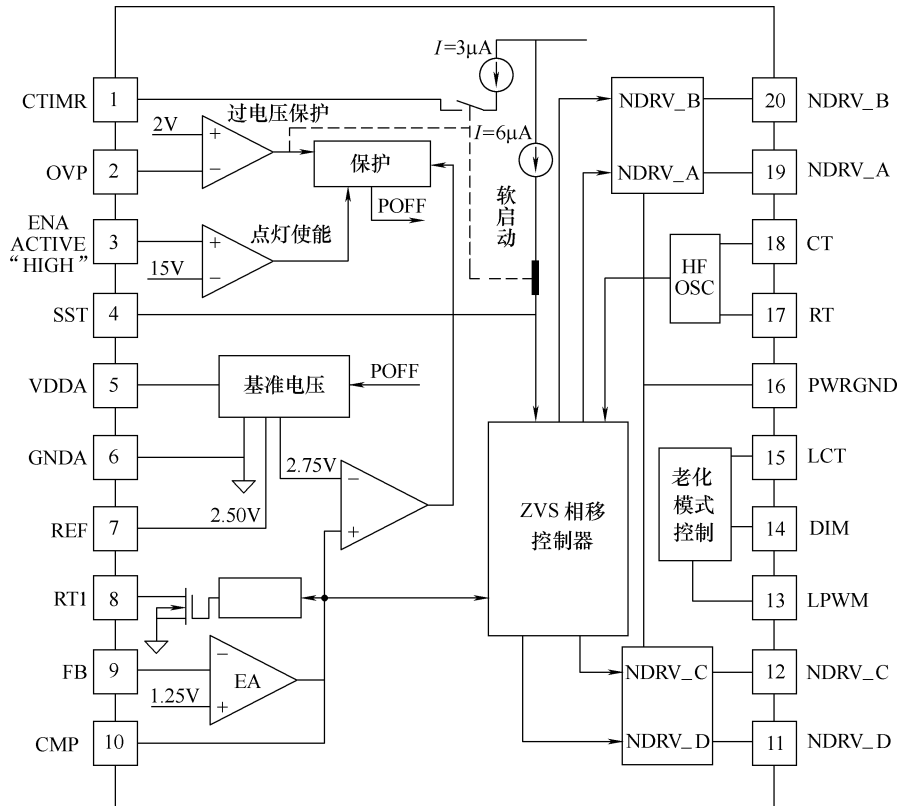 I=3μA
CTIMR
1
过电压保护
2V
+
−
OVP
2
I=6μA
保护
POFF
ENA
ACTIVE
“HIGH”
3
点灯使能
+
15V
−
软启动
SST
4
VDDA
5
基准电压
POFF
GNDA
6
2.75V
−
+
REF
7
2.50V
RT1
8
FB
9
−
EA
1.25V
+
CMP
10
ZVS 相移
控制器
NDRV_B
NDRV_A
20
NDRV_B
19
NDRV_A
18
CT
HF
OSC
17
RT
16
PWRGND
15
LCT
老化
模式
控制
14
DIM
13
LPWM
NDRV_C
12
NDRV_C
NDRV_D
11
NDRV_D